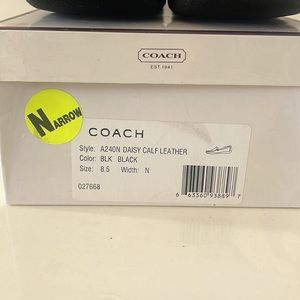 COACH
EST. 1941
NARROW
COACH
Style: A240N DAISY CALF LEATHER
Color: BLK BLACK
Size: 8.5 Width: N
027668
6 63360 93889 7